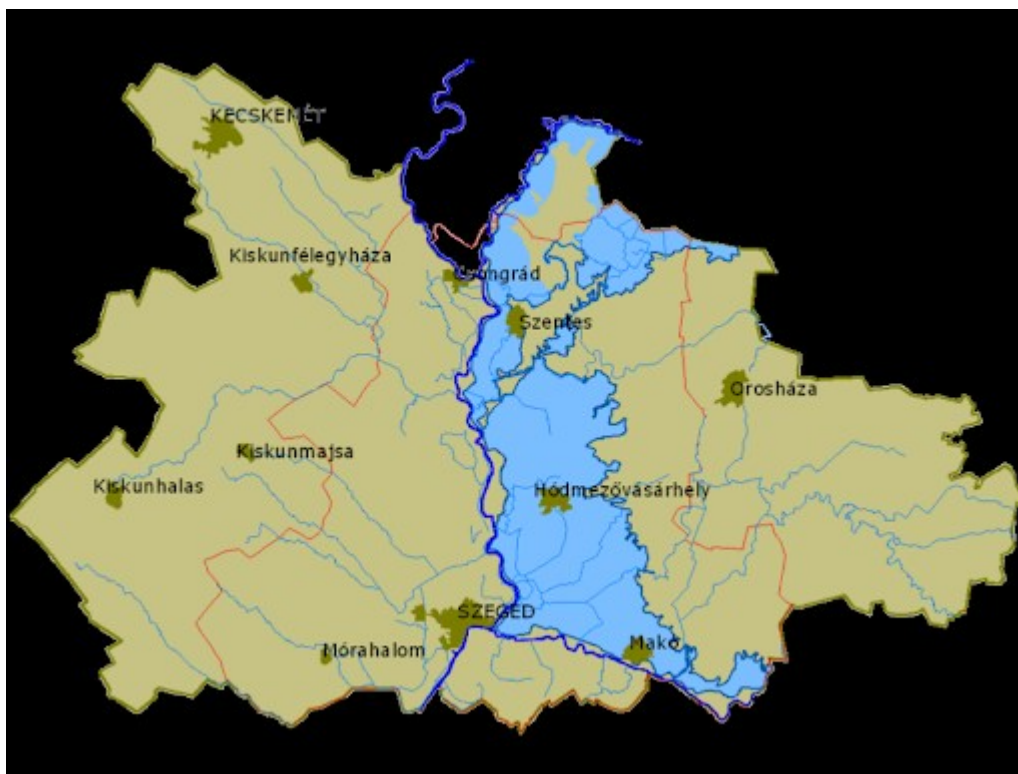 KECSKEMÉT
Kiskunfélegyháza
Csongrád
Szentes
Orosháza
Kiskunmajsa
Kiskunhalas
Hódmezővásárhely
SZEGED
Mórahalom
Makó